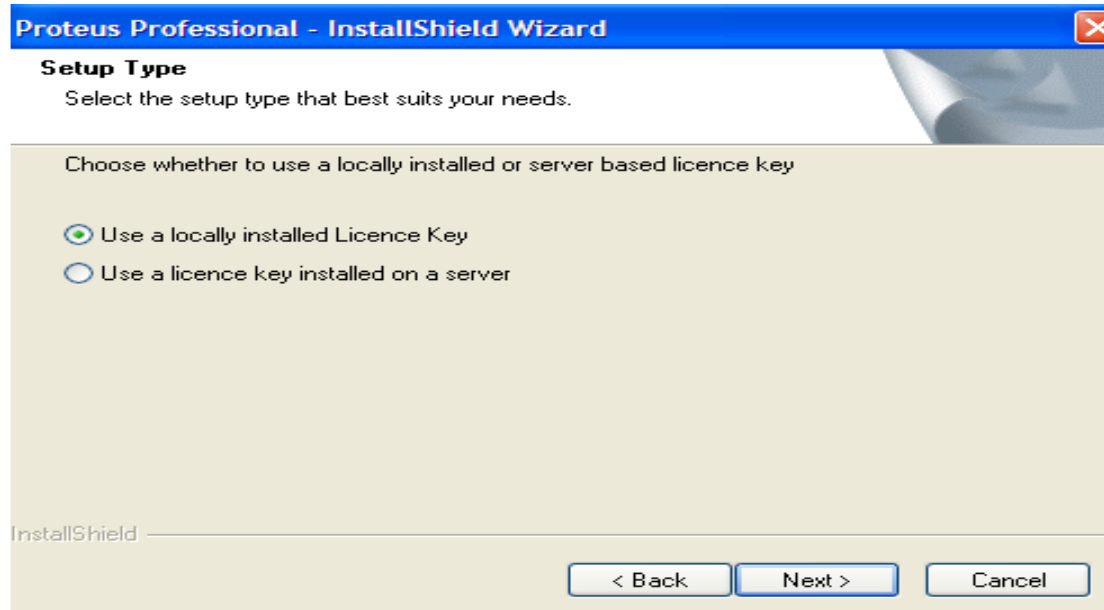 Proteus Professional - InstallShield Wizard
Setup Type
Select the setup type that best suits your needs.
Choose whether to use a locally installed or server based licence key
Use a locally installed Licence Key
Use a licence key installed on a server
InstallShield
< Back Next > Cancel